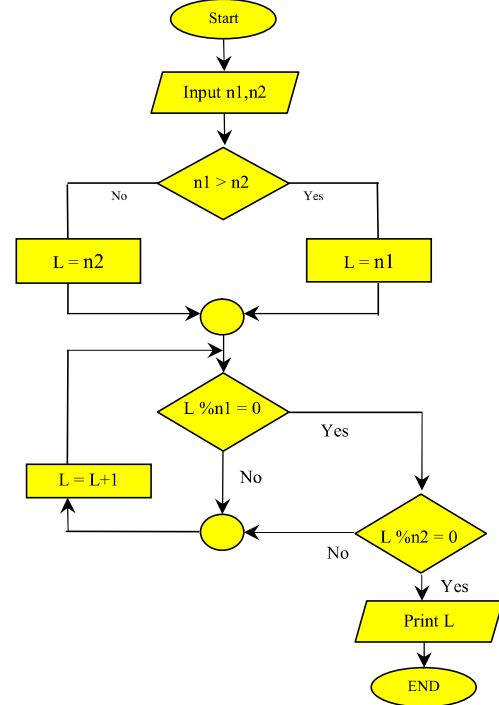 Start
Input n1,n2
n1 > n2
No
Yes
L = n2
L = n1
L %n1 = 0
Yes
No
L = L+1
L %n2 = 0
No
Yes
Print L
END